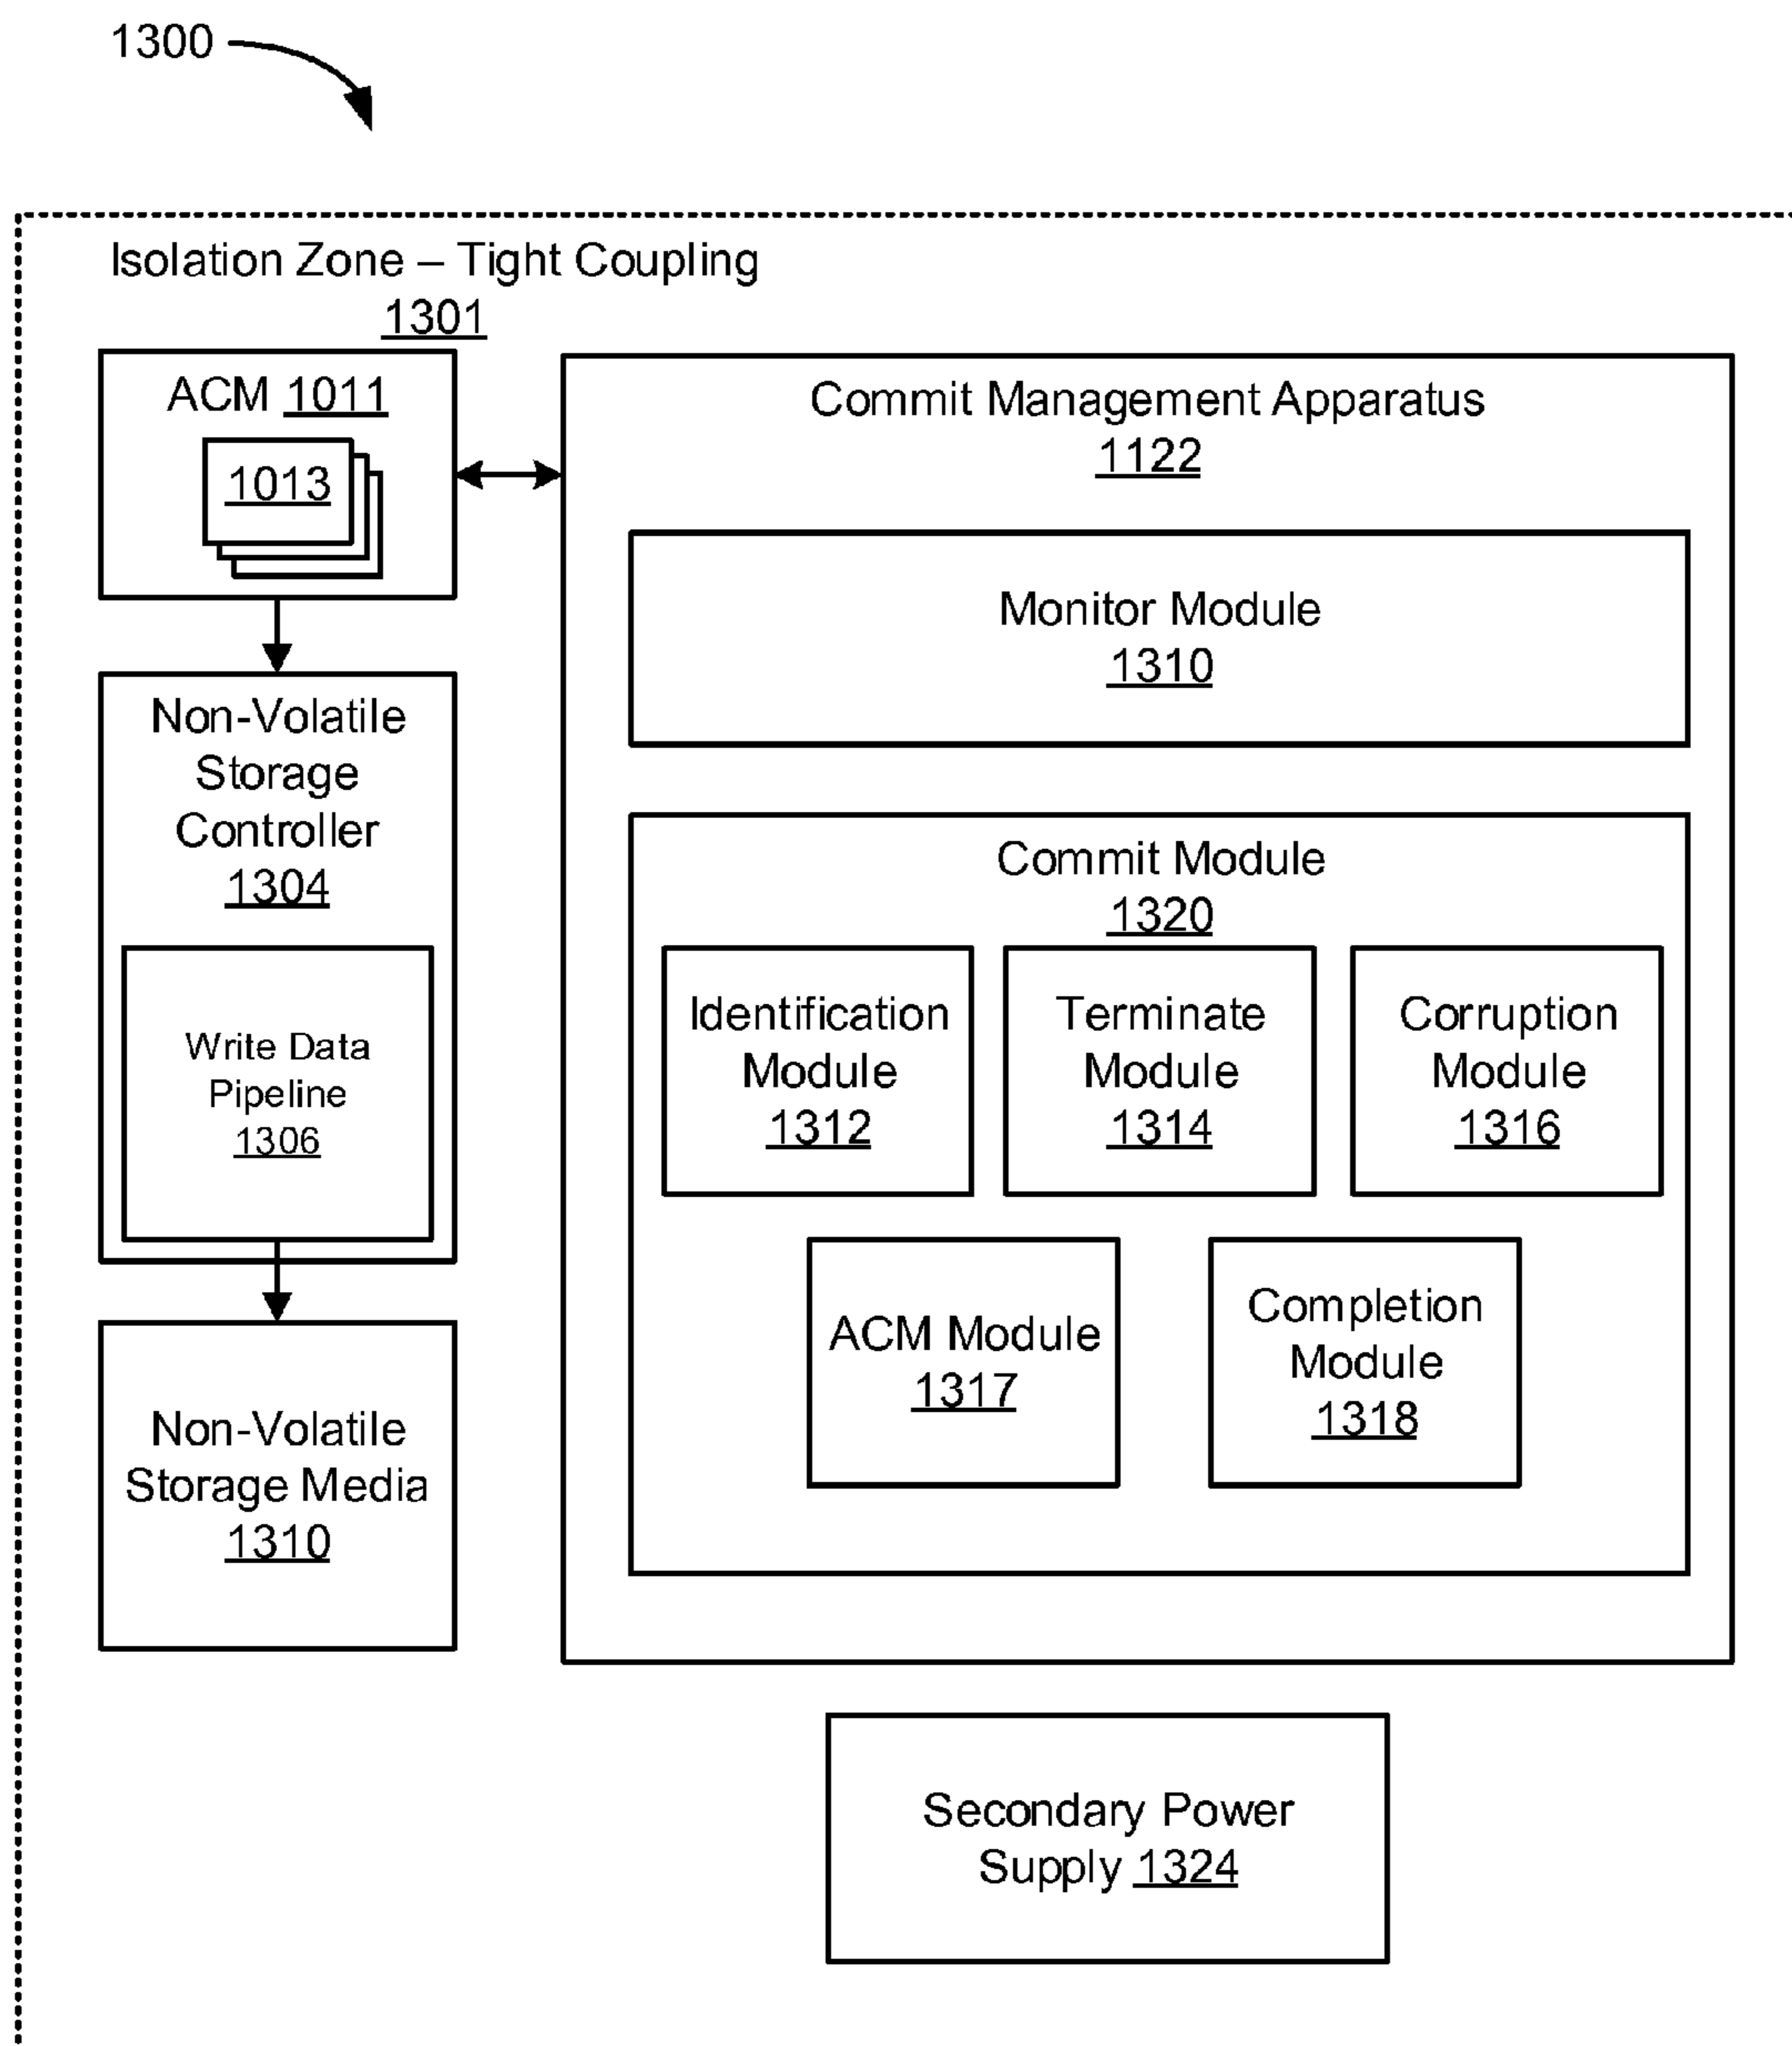 1300
Isolation Zone – Tight Coupling
1301
ACM 1011
1013
Non-Volatile
Storage
Controller
1304
Write Data
Pipeline
1306
Non-Volatile
Storage Media
1310
Commit Management Apparatus
1122
Monitor Module
1310
Commit Module
1320
Identification
Module
1312
Terminate
Module
1314
Corruption
Module
1316
ACM Module
1317
Completion
Module
1318
Secondary Power
Supply 1324